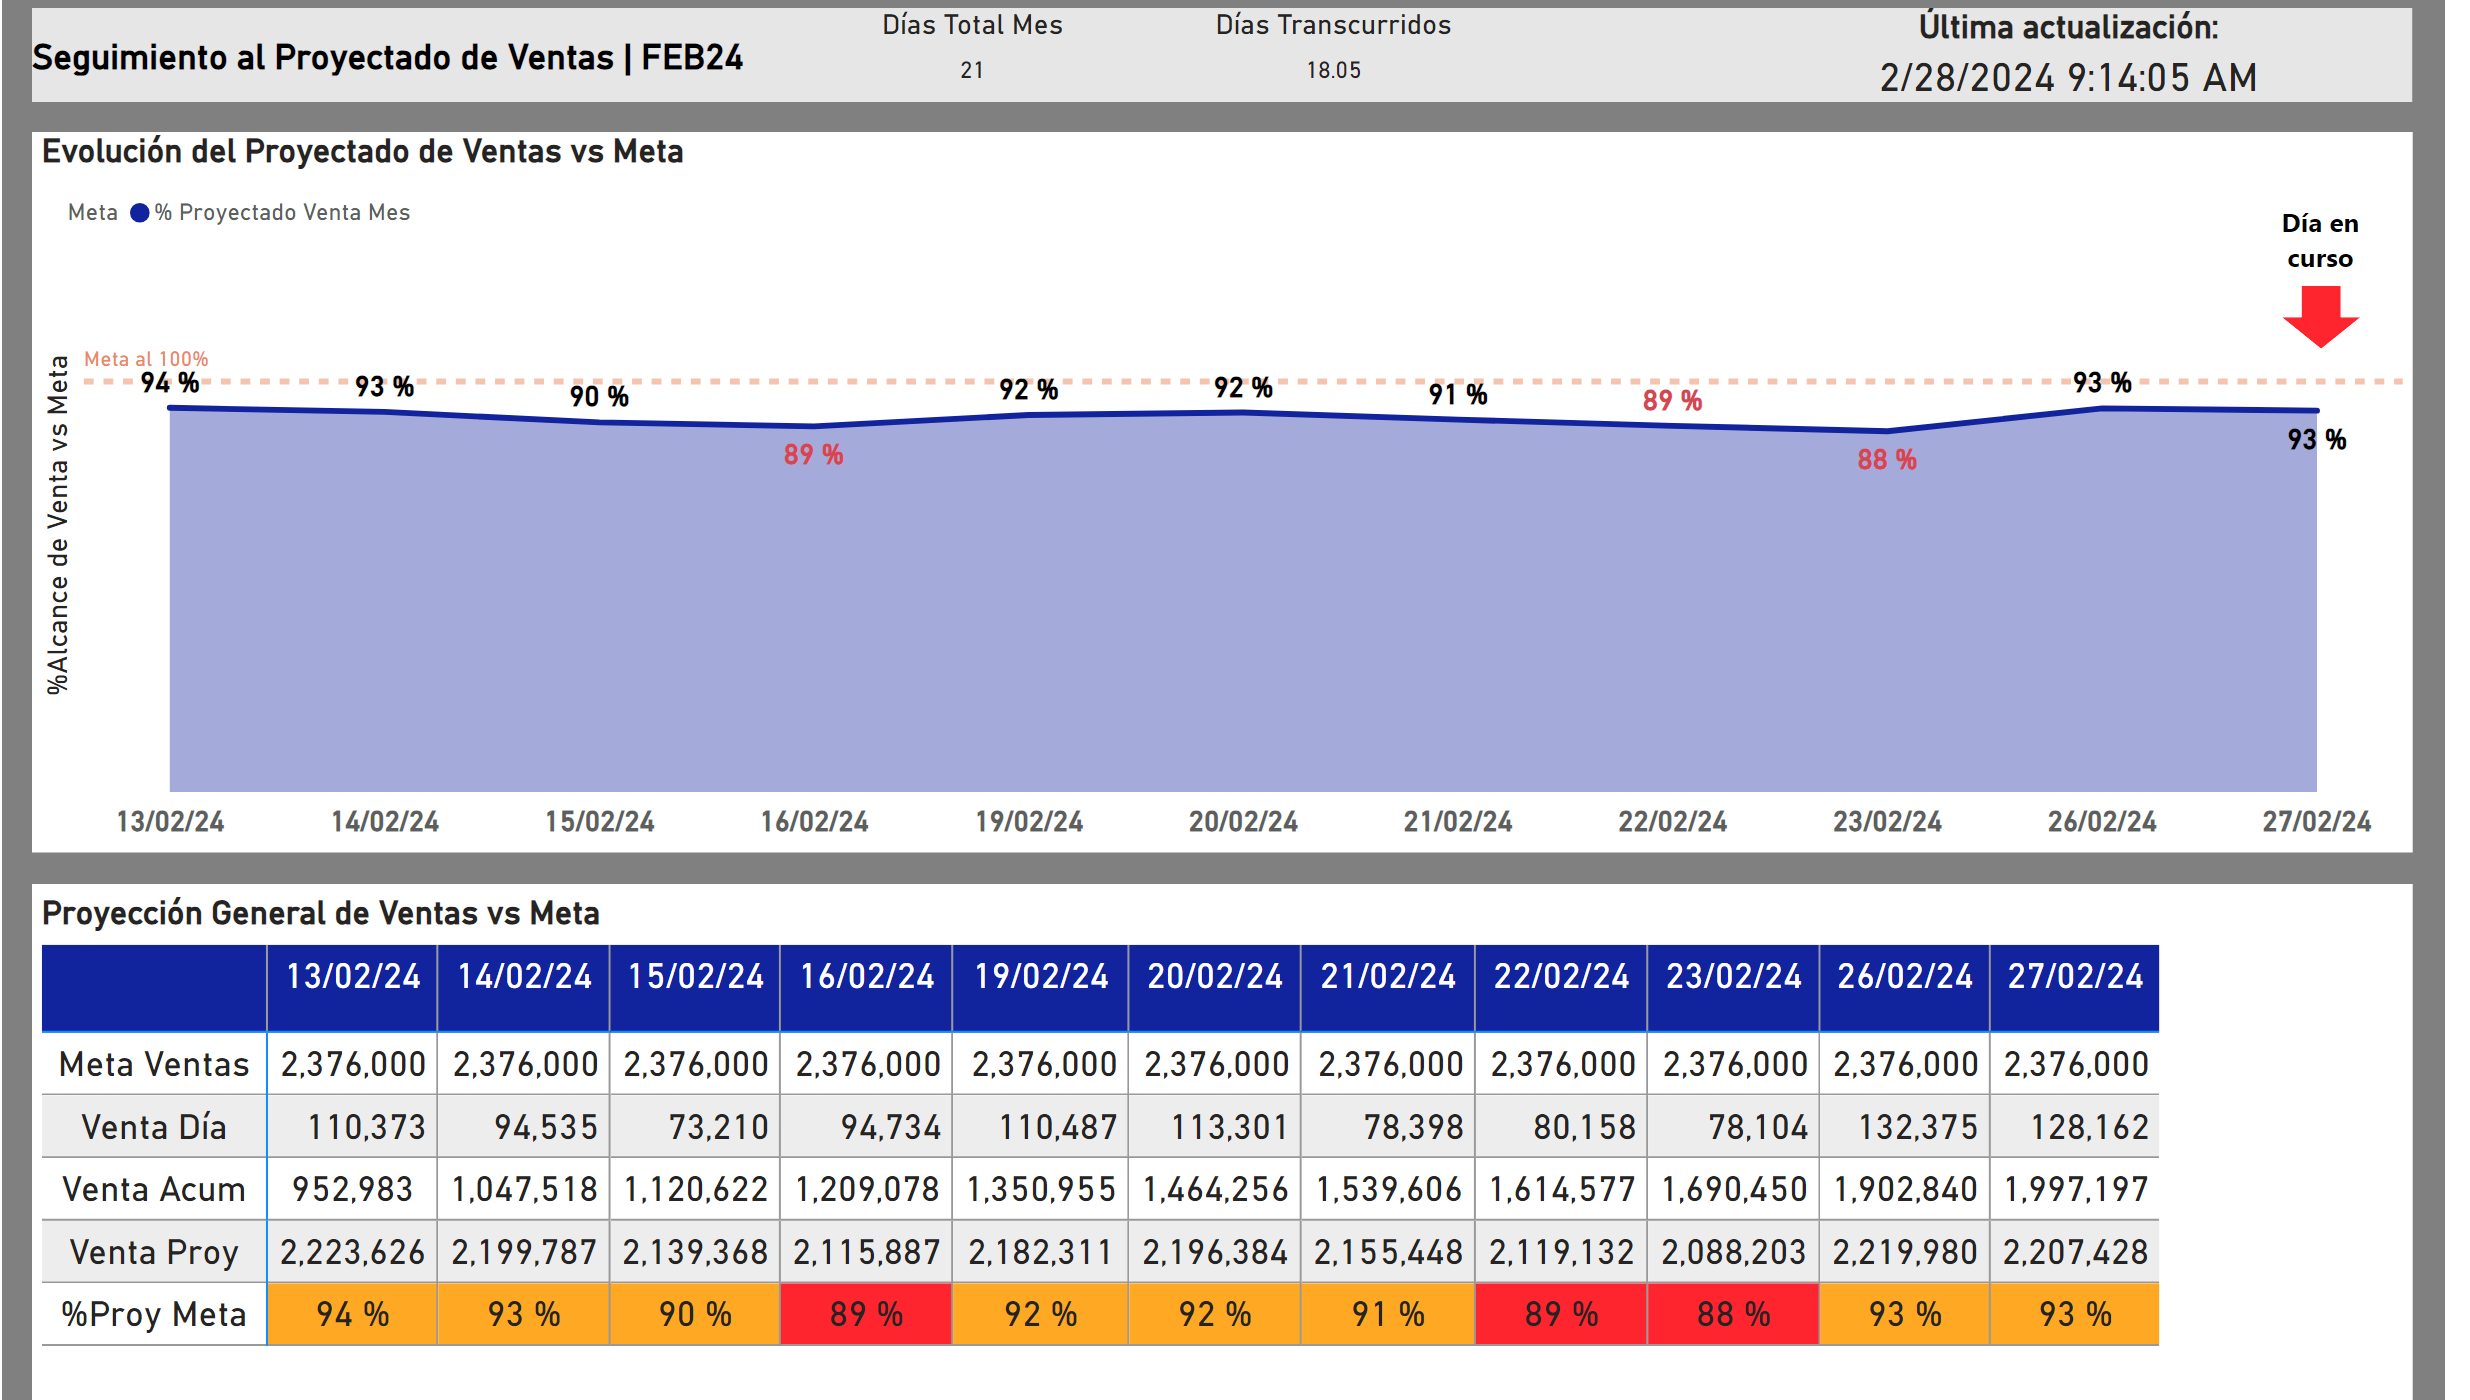 Seguimiento al Proyectado de Ventas | FEB24
Días Total Mes
21
Días Transcurridos
18.05
Última actualización:
2/28/2024 9:14:05 AM
Evolución del Proyectado de Ventas vs Meta
Meta % Proyectado Venta Mes
Día en
curso
%Alcance de Venta vs Meta
Meta al 100%
94 % 93 % 90 % 89 % 92 % 92 % 91 % 89 % 88 % 93 % 93 %
13/02/24 14/02/24 15/02/24 16/02/24 19/02/24 20/02/24 21/02/24 22/02/24 23/02/24 26/02/24 27/02/24
Proyección General de Ventas vs Meta
13/02/24 14/02/24 15/02/24 16/02/24 19/02/24 20/02/24 21/02/24 22/02/24 23/02/24 26/02/24 27/02/24
Meta Ventas 2,376,000 2,376,000 2,376,000 2,376,000 2,376,000 2,376,000 2,376,000 2,376,000 2,376,000 2,376,000 2,376,000
Venta Día 110,373 94,535 73,210 94,734 110,487 113,301 78,398 80,158 78,104 132,375 128,162
Venta Acum 952,983 1,047,518 1,120,622 1,209,078 1,350,955 1,464,256 1,539,606 1,614,577 1,690,450 1,902,840 1,997,197
Venta Proy 2,223,626 2,199,787 2,139,368 2,115,887 2,182,311 2,196,384 2,155,448 2,119,132 2,088,203 2,219,980 2,207,428
%Proy Meta 94 % 93 % 90 % 89 % 92 % 92 % 91 % 89 % 88 % 93 % 93 %